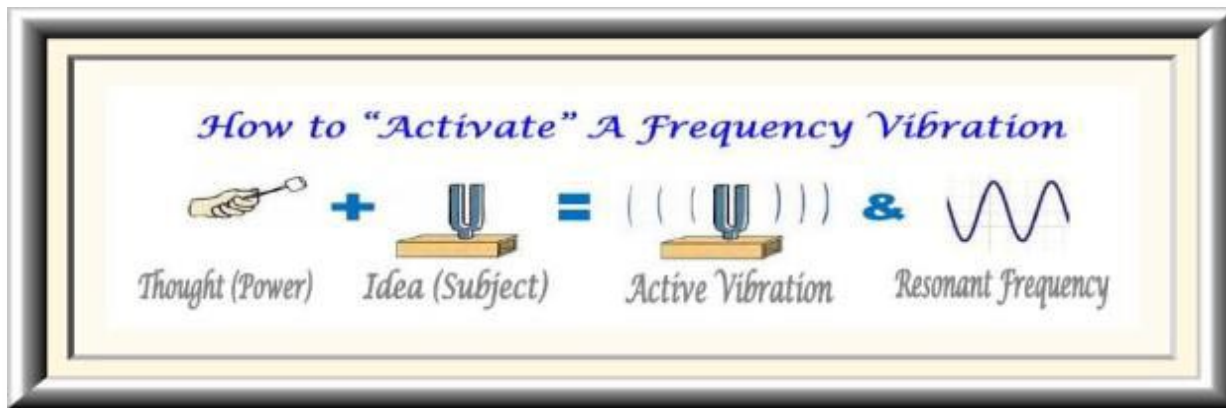 How to “Activate” A Frequency Vibration
+ = &
Thought (Power) Idea (Subject) Active Vibration Resonant Frequency